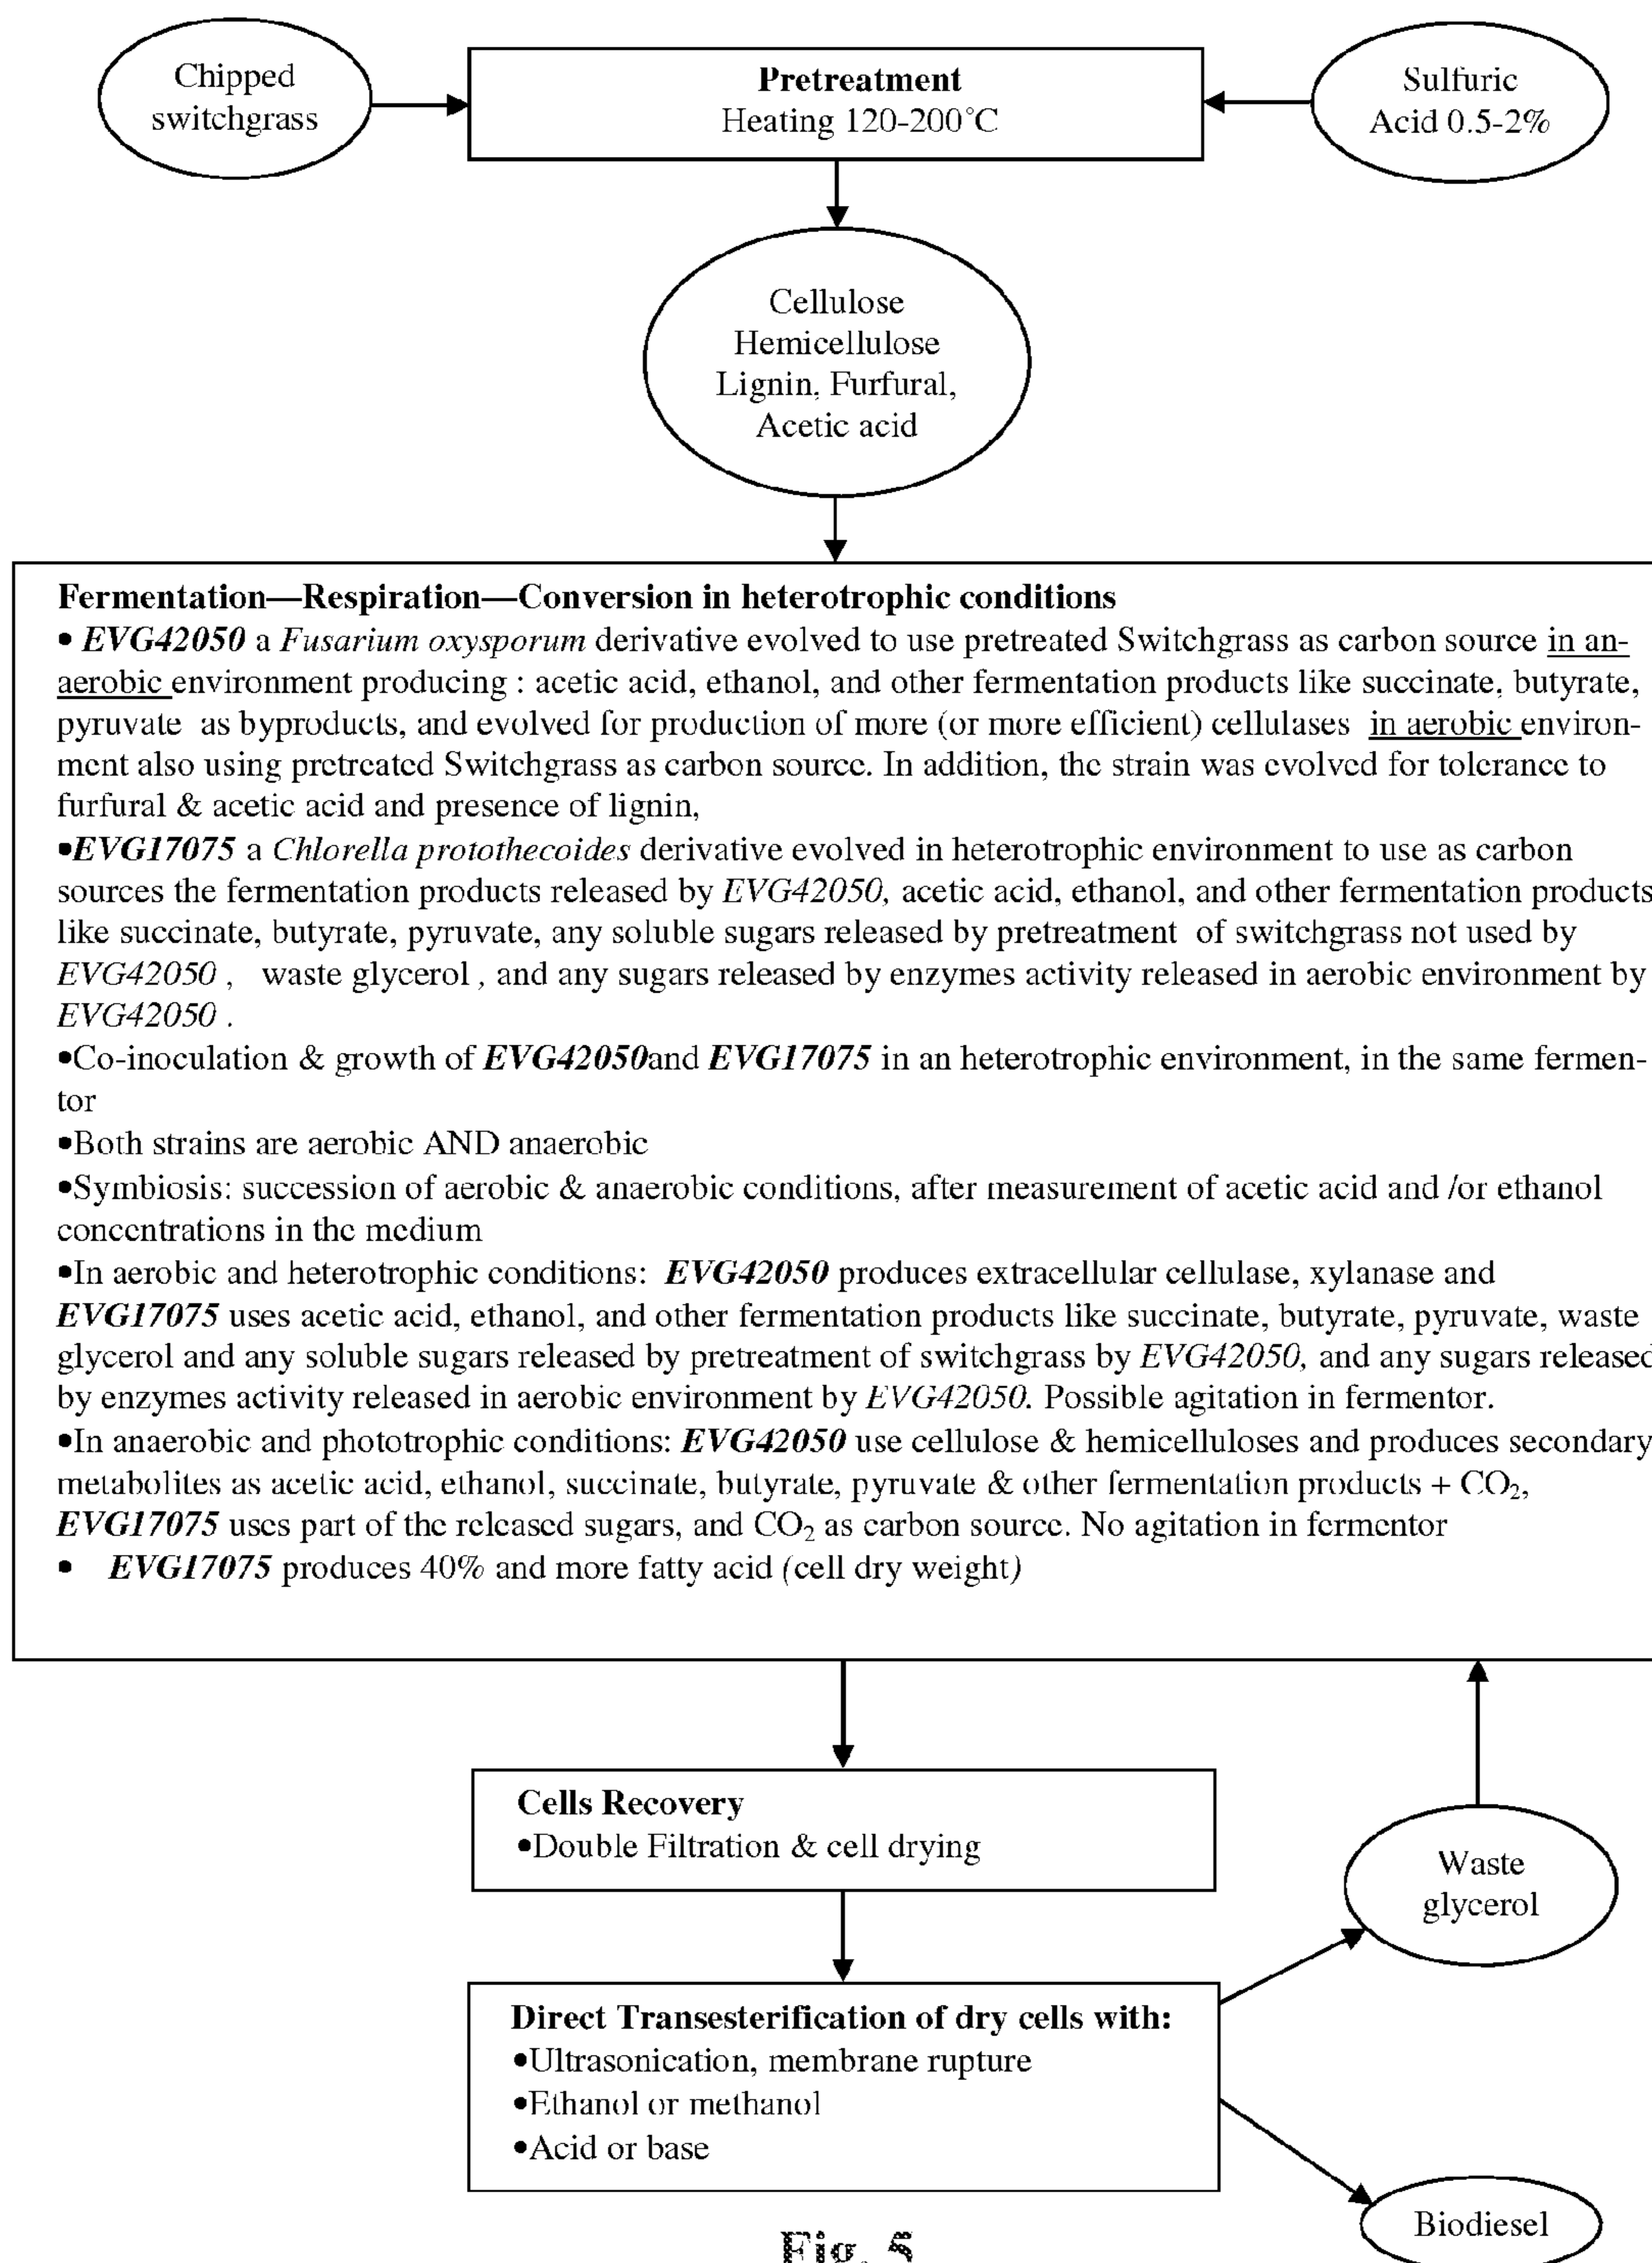 Chipped
switchgrass
Pretreatment
Heating 120-200°C
Sulfuric
Acid 0.5-2%
Cellulose
Hemicellulose
Lignin, Furfural,
Acetic acid
Fermentation—Respiration—Conversion in heterotrophic conditions
• EVG42050 a Fusarium oxysporum derivative evolved to use pretreated Switchgrass as carbon source in an-
aerobic environment producing : acetic acid, ethanol, and other fermentation products like succinate, butyrate,
pyruvate as byproducts, and evolved for production of more (or more efficient) cellulases in aerobic environ-
ment also using pretreated Switchgrass as carbon source. In addition, the strain was evolved for tolerance to
furfural & acetic acid and presence of lignin,
•EVG17075 a Chlorella protothecoides derivative evolved in heterotrophic environment to use as carbon
sources the fermentation products released by EVG42050, acetic acid, ethanol, and other fermentation products
like succinate, butyrate, pyruvate, any soluble sugars released by pretreatment of switchgrass not used by
EVG42050 , waste glycerol , and any sugars released by enzymes activity released in aerobic environment by
EVG42050 .
•Co-inoculation & growth of EVG42050and EVG17075 in an heterotrophic environment, in the same fermen-
tor
•Both strains are aerobic AND anaerobic
•Symbiosis: succession of aerobic & anaerobic conditions, after measurement of acetic acid and /or ethanol
concentrations in the medium
•In aerobic and heterotrophic conditions: EVG42050 produces extracellular cellulase, xylanase and
EVG17075 uses acetic acid, ethanol, and other fermentation products like succinate, butyrate, pyruvate, waste
glycerol and any soluble sugars released by pretreatment of switchgrass by EVG42050, and any sugars released
by enzymes activity released in aerobic environment by EVG42050. Possible agitation in fermentor.
•In anaerobic and phototrophic conditions: EVG42050 use cellulose & hemicelluloses and produces secondary
metabolites as acetic acid, ethanol, succinate, butyrate, pyruvate & other fermentation products + CO₂,
EVG17075 uses part of the released sugars, and CO₂ as carbon source. No agitation in fermentor
• EVG17075 produces 40% and more fatty acid (cell dry weight)
Cells Recovery
•Double Filtration & cell drying
Waste
glycerol
Direct Transesterification of dry cells with:
•Ultrasonication, membrane rupture
•Ethanol or methanol
•Acid or base
Biodiesel
Fig. 5